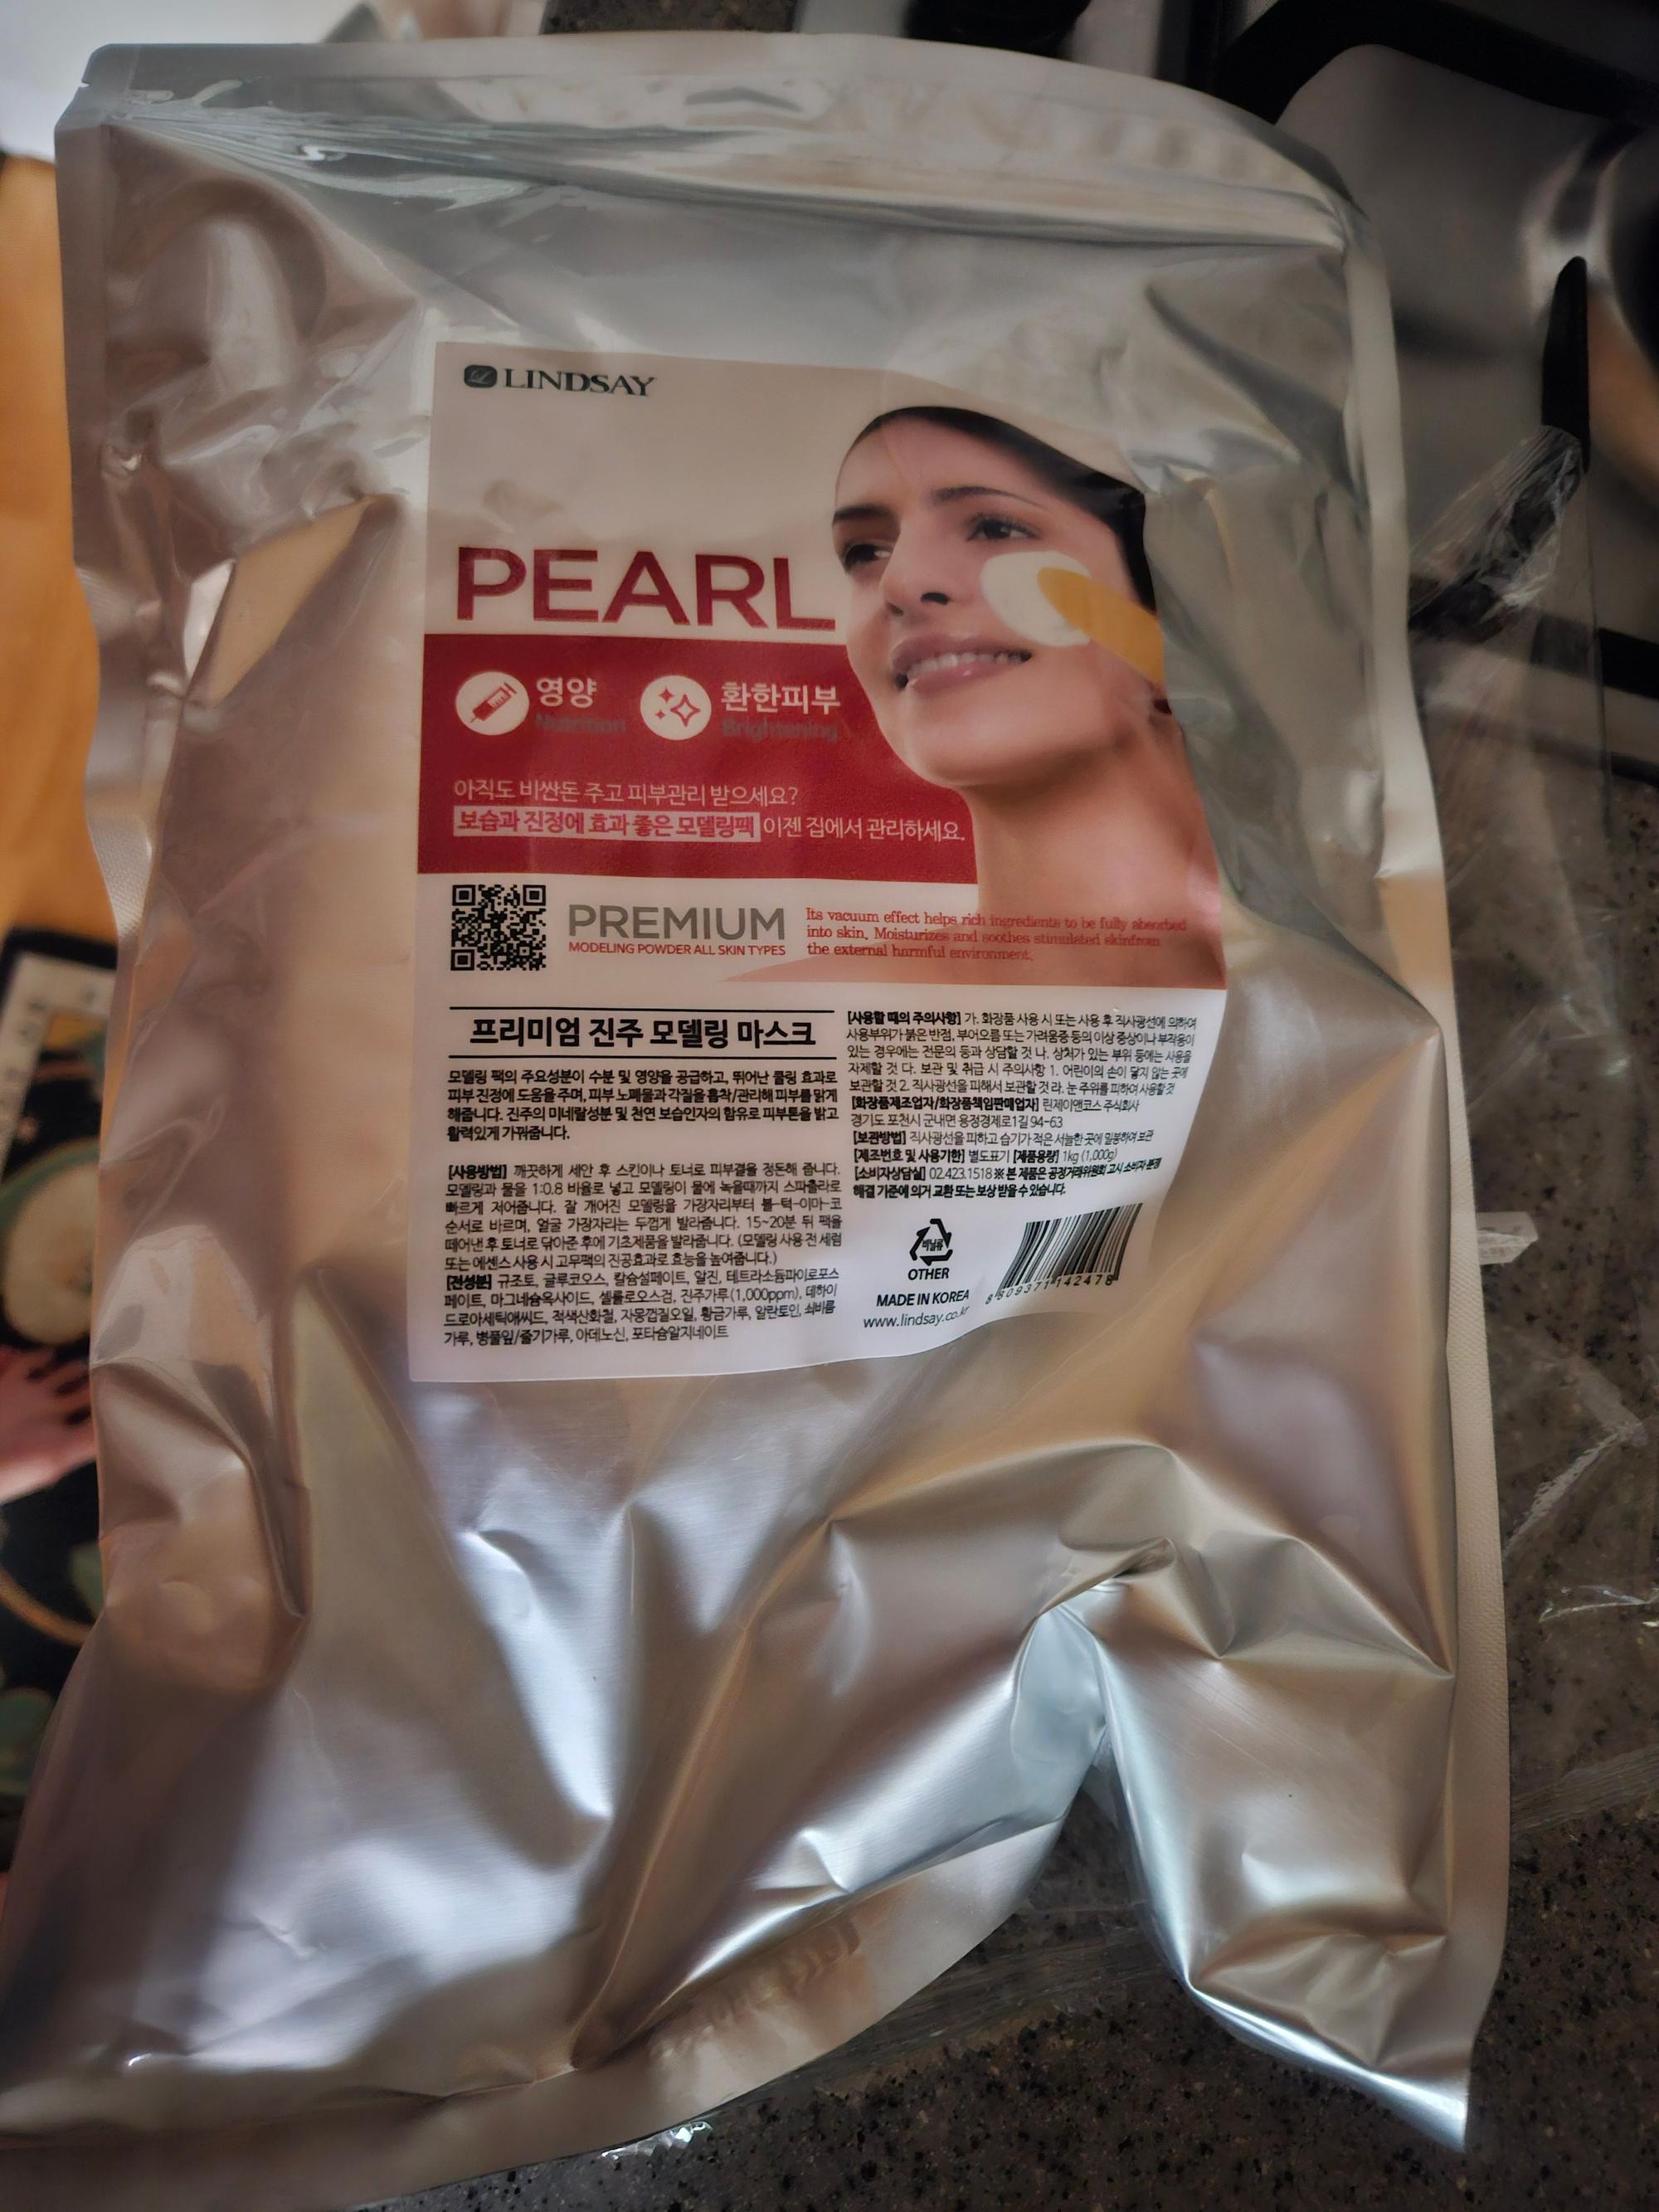 LINDSAY
PEARL
영양
Nutrition
환한피부
Brightening
아직도 비싼돈 주고 피부관리 받으세요?
보습과 진정에 효과 좋은 모델링팩 이젠 집에서 관리하세요.
PREMIUM
MODELING POWDER ALL SKIN TYPES
Its vacuum effect helps rich ingredients to be fully absorbed
into skin. Moisturizes and soothes stimulated skinfrom
the external harmful environment.
프리미엄 진주 모델링 마스크
모델링 팩의 주요성분이 수분 및 영양을 공급하고, 뛰어난 쿨링 효과로
피부 진정에 도움을 주며, 피부 노폐물과 각질을 흡착/관리해 피부를 맑게
해줍니다. 진주의 미네랄성분 및 천연 보습인자의 함유로 피부톤을 밝고
활력있게 가꿔줍니다.
[사용방법] 깨끗하게 세안 후 스킨이나 토너로 피부결을 정돈해 줍니다.
모델링과 물을 1:0.8 비율로 넣고 모델링이 물에 녹을때까지 스파츌라로
빠르게 저어줍니다. 잘 개어진 모델링을 가장자리부터 볼-턱-이마-코
순서로 바르며, 얼굴 가장자리는 두껍게 발라줍니다. 15~20분 뒤 팩을
떼어낸 후 토너로 닦아준 후에 기초제품을 발라줍니다. (모델링 사용 전 세럼
또는 에센스 사용 시 고무팩의 진공효과로 효능을 높여줍니다.)
[전성분] 규조토, 글루코오스, 칼슘설페이트, 알진, 테트라소듐파이로포스
페이트, 마그네슘옥사이드, 셀룰로오스검, 진주가루(1,000ppm), 데하이
드로아세틱애씨드, 적색산화철, 자몽껍질오일, 황금가루, 알란토인, 쇠비름
가루, 병풀잎/줄기가루, 아데노신, 포타슘알지네이트
[사용할 때의 주의사항] 가. 화장품 사용 시 또는 사용 후 직사광선에 의하여
사용부위가 붉은 반점, 부어오름 또는 가려움증 등의 이상 증상이나 부작용이
있는 경우에는 전문의 등과 상담할 것 나. 상처가 있는 부위 등에는 사용을
자제할 것 다. 보관 및 취급 시 주의사항 1. 어린이의 손이 닿지 않는 곳에
보관할 것 2. 직사광선을 피해서 보관할 것 라. 눈 주위를 피하여 사용할 것
[화장품제조업자/화장품책임판매업자] 린제이앤코스 주식회사
경기도 포천시 군내면 용정경제로1길 94-63
[보관방법] 직사광선을 피하고 습기가 적은 서늘한 곳에 밀봉하여 보관
[제조번호 및 사용기한] 별도표기 [제품용량] 1kg (1,000g)
[소비자상담실] 02.423.1518 ※ 본 제품은 공정거래위원회 고시 소비자 분쟁
해결 기준에 의거 교환 또는 보상 받을 수 있습니다.
비닐류
OTHER
MADE IN KOREA
www.lindsay.co.kr
8809371142478